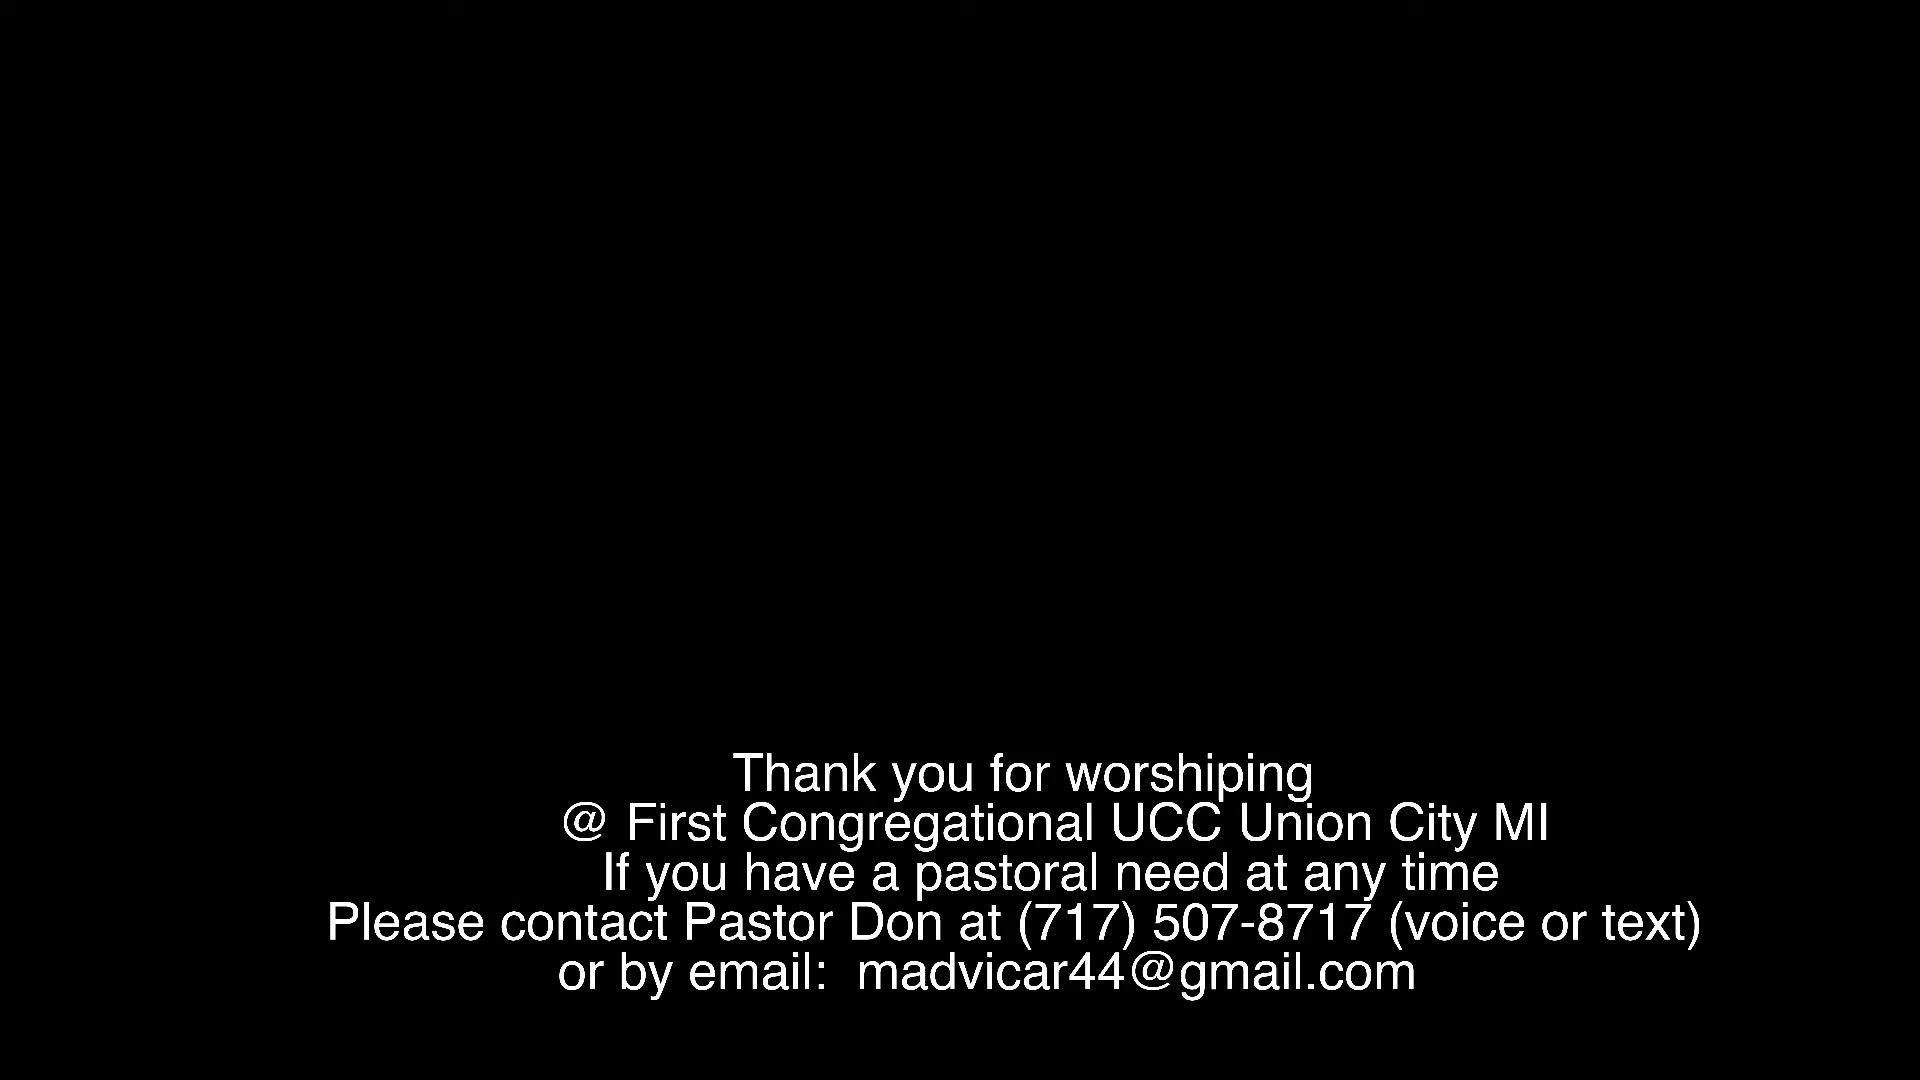 Thank you for worshiping
@ First Congregational UCC Union City MI
If you have a pastoral need at any time
Please contact Pastor Don at (717) 507-8717 (voice or text)
or by email:  madvicar44@gmail.com